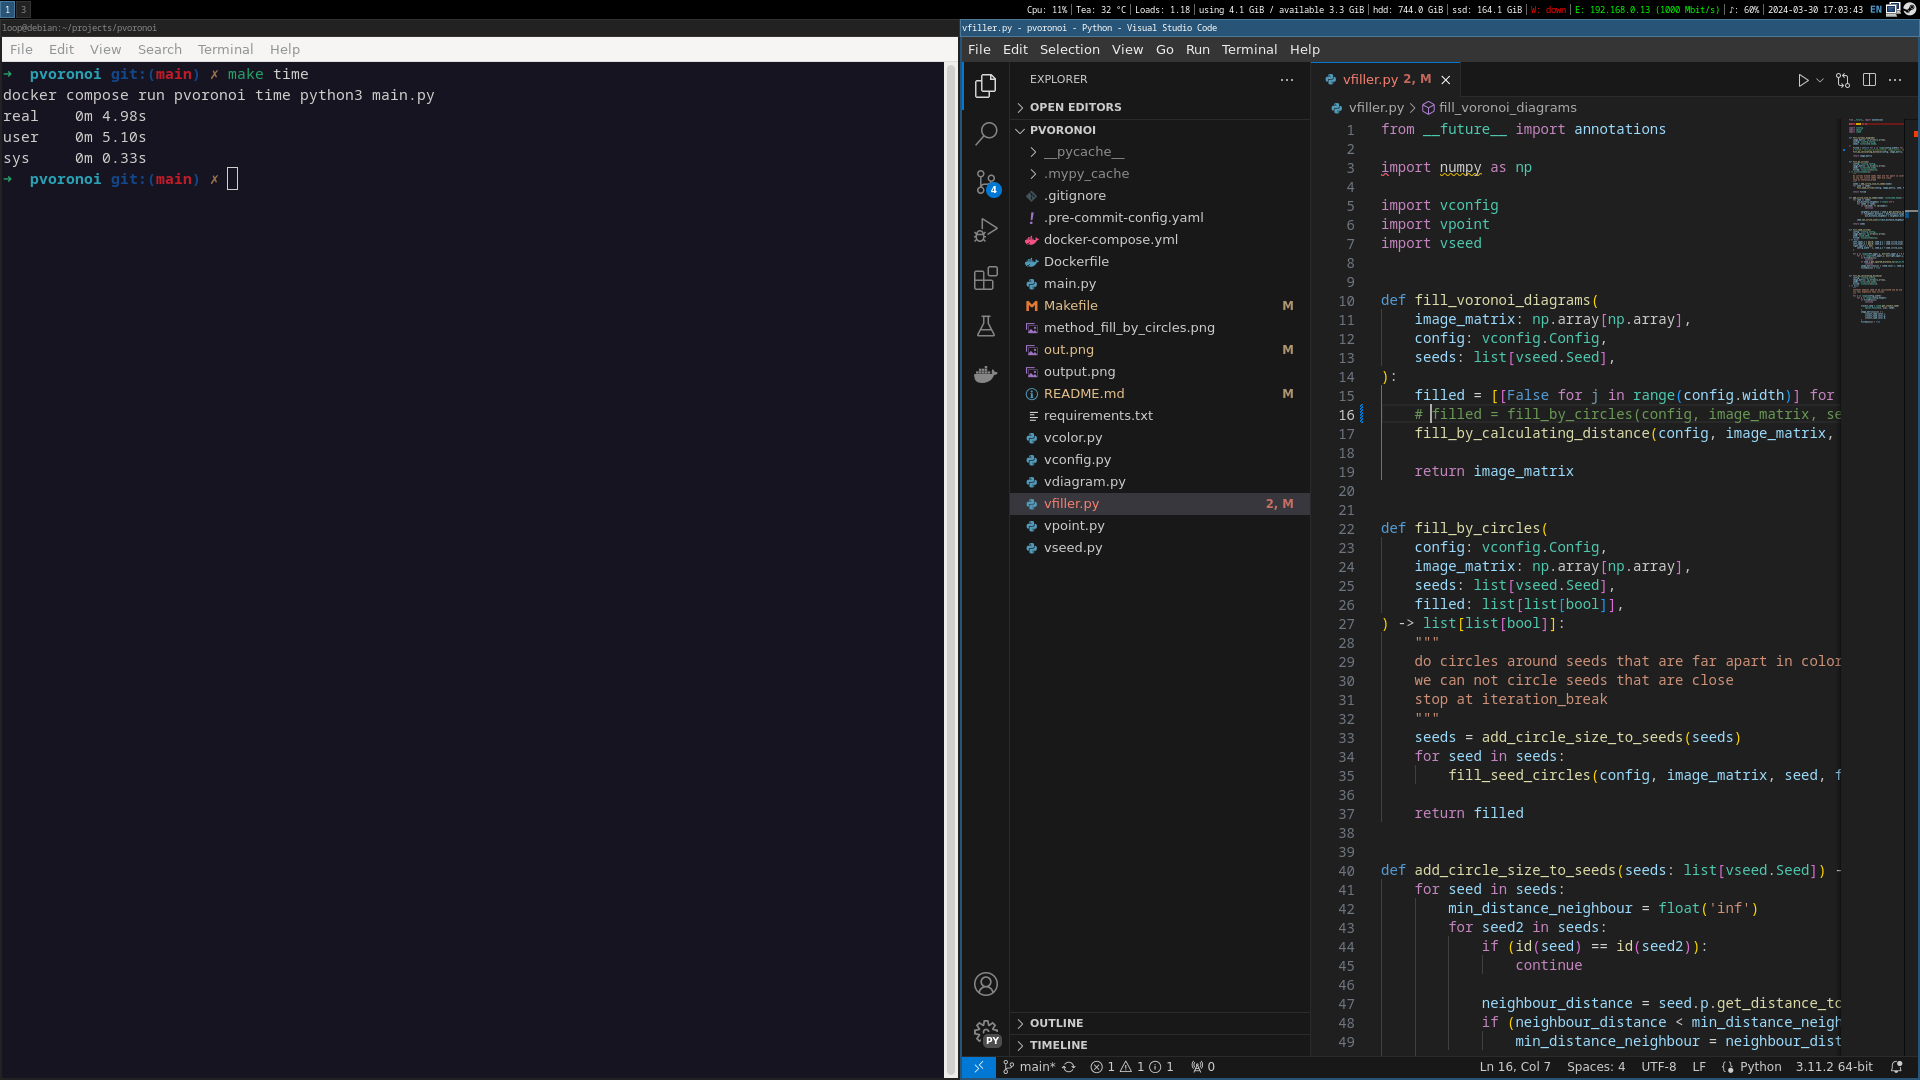 1 3
Cpu: 11% | Tea: 32 °C | Loads: 1.18 | using 4.1 GiB / available 3.3 GiB | hdd: 744.0 GiB | ssd: 164.1 GiB | W: down | E: 192.168.0.13 (1000 Mbit/s) | ♪: 60% | 2024-03-30 17:03:43 EN
loop@debian:~/projects/pvoronoi
File Edit View Search Terminal Help
➜ pvoronoi git:(main) ✗ make time
docker compose run pvoronoi time python3 main.py
real 0m 4.98s
user 0m 5.10s
sys 0m 0.33s
➜ pvoronoi git:(main) ✗
vfiller.py - pvoronoi - Python - Visual Studio Code
File Edit Selection View Go Run Terminal Help
EXPLORER
OPEN EDITORS
PVORONOI
__pycache__
.mypy_cache
.gitignore
.pre-commit-config.yaml
docker-compose.yml
Dockerfile
main.py
Makefile M
method_fill_by_circles.png
out.png M
output.png
README.md M
requirements.txt
vcolor.py
vconfig.py
vdiagram.py
vfiller.py 2, M
vpoint.py
vseed.py
OUTLINE
TIMELINE
4
PY
vfiller.py 2, M
vfiller.py > fill_voronoi_diagrams
1 from __future__ import annotations
2
3 import numpy as np
4
5 import vconfig
6 import vpoint
7 import vseed
8
9
10 def fill_voronoi_diagrams(
11 image_matrix: np.array[np.array],
12 config: vconfig.Config,
13 seeds: list[vseed.Seed],
14 ):
15 filled = [[False for j in range(config.width)] for
16 # filled = fill_by_circles(config, image_matrix, se
17 fill_by_calculating_distance(config, image_matrix,
18
19 return image_matrix
20
21
22 def fill_by_circles(
23 config: vconfig.Config,
24 image_matrix: np.array[np.array],
25 seeds: list[vseed.Seed],
26 filled: list[list[bool]],
27 ) -> list[list[bool]]:
28 """
29 do circles around seeds that are far apart in color
30 we can not circle seeds that are close
31 stop at iteration_break
32 """
33 seeds = add_circle_size_to_seeds(seeds)
34 for seed in seeds:
35 fill_seed_circles(config, image_matrix, seed, f
36
37 return filled
38
39
40 def add_circle_size_to_seeds(seeds: list[vseed.Seed]) -
41 for seed in seeds:
42 min_distance_neighbour = float('inf')
43 for seed2 in seeds:
44 if (id(seed) == id(seed2)):
45 continue
46
47 neighbour_distance = seed.p.get_distance_to
48 if (neighbour_distance < min_distance_neigh
49 min_distance_neighbour = neighbour_dist
main* 1 1 1 0 Ln 16, Col 7 Spaces: 4 UTF-8 LF Python 3.11.2 64-bit